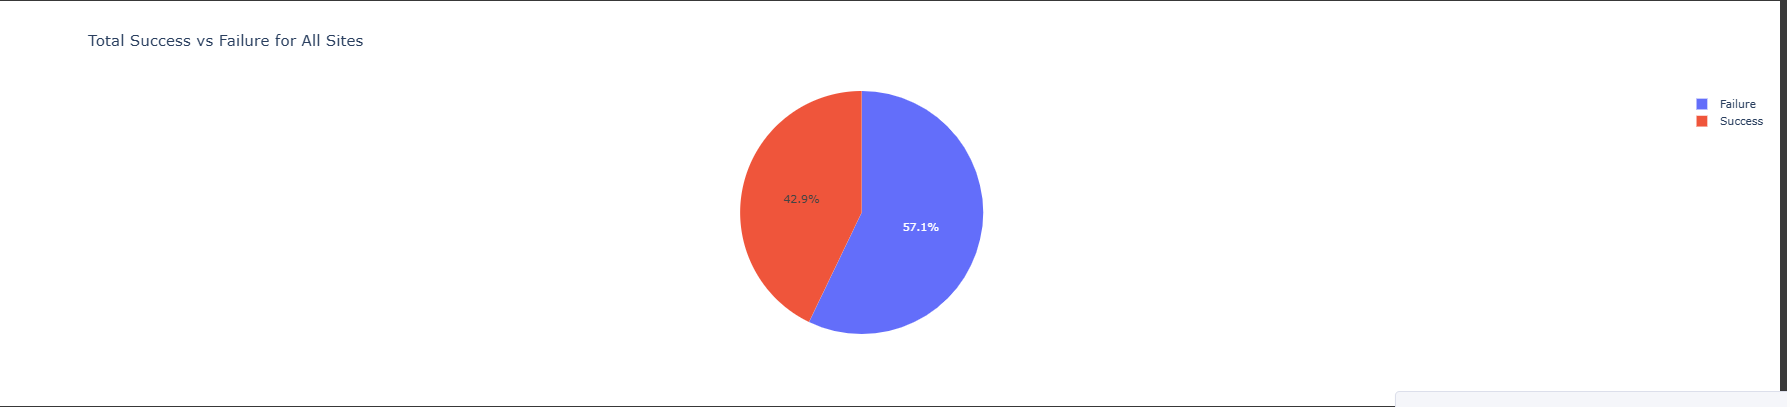 Total Success vs Failure for All Sites
Failure
Success
42.9%
57.1%